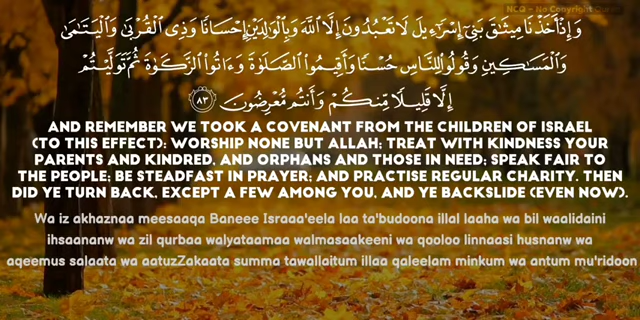 NCQ - No Copyright Quran
وَإِذْ أَخَذْنَا مِيثَٰقَ بَنِىٓ إِسْرَٰٓءِيلَ لَا تَعْبُدُونَ إِلَّا ٱللَّهَ وَبِٱلْوَٰلِدَيْنِ إِحْسَانًا وَذِى ٱلْقُرْبَىٰ وَٱلْيَتَٰمَىٰ
وَٱلْمَسَٰكِينِ وَقُولُوا۟ لِلنَّاسِ حُسْنًا وَأَقِيمُوا۟ ٱلصَّلَوٰةَ وَءَاتُوا۟ ٱلزَّكَوٰةَ ثُمَّ تَوَلَّيْتُمْ
إِلَّا قَلِيلًا مِّنكُمْ وَأَنتُم مُّعْرِضُونَ ٨٣
AND REMEMBER WE TOOK A COVENANT FROM THE CHILDREN OF ISRAEL
(TO THIS EFFECT): WORSHIP NONE BUT ALLAH; TREAT WITH KINDNESS YOUR
PARENTS AND KINDRED, AND ORPHANS AND THOSE IN NEED; SPEAK FAIR TO
THE PEOPLE; BE STEADFAST IN PRAYER; AND PRACTISE REGULAR CHARITY. THEN
DID YE TURN BACK, EXCEPT A FEW AMONG YOU, AND YE BACKSLIDE (EVEN NOW).
Wa iz akhaznaa meesaaqa Baneee Israaa'eela laa ta'budoona illal laaha wa bil waalidaini
ihsaananw wa zil qurbaa walyataamaa walmasaakeeni wa qooloo linnaasi husnanw wa
aqeemus salaata wa aatuzZakaata summa tawallaitum illaa qaleelam minkum wa antum mu'ridoon